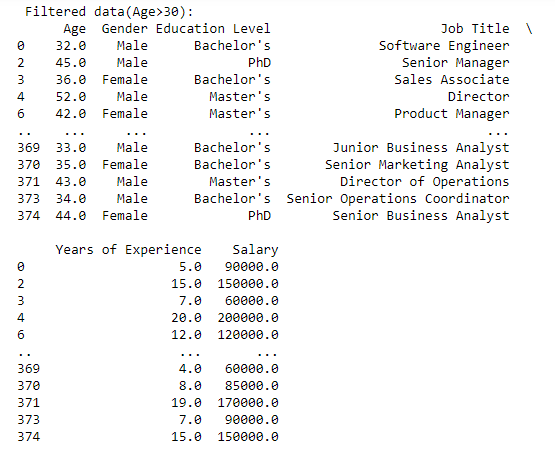 Filtered data(Age>30):
Age Gender Education Level Job Title \
0 32.0 Male Bachelor's Software Engineer
2 45.0 Male PhD Senior Manager
3 36.0 Female Bachelor's Sales Associate
4 52.0 Male Master's Director
6 42.0 Female Master's Product Manager
.. ... ... ... ...
369 33.0 Male Bachelor's Junior Business Analyst
370 35.0 Female Bachelor's Senior Marketing Analyst
371 43.0 Male Master's Director of Operations
373 34.0 Male Bachelor's Senior Operations Coordinator
374 44.0 Female PhD Senior Business Analyst
Years of Experience Salary
0 5.0 90000.0
2 15.0 150000.0
3 7.0 60000.0
4 20.0 200000.0
6 12.0 120000.0
.. ... ...
369 4.0 60000.0
370 8.0 85000.0
371 19.0 170000.0
373 7.0 90000.0
374 15.0 150000.0